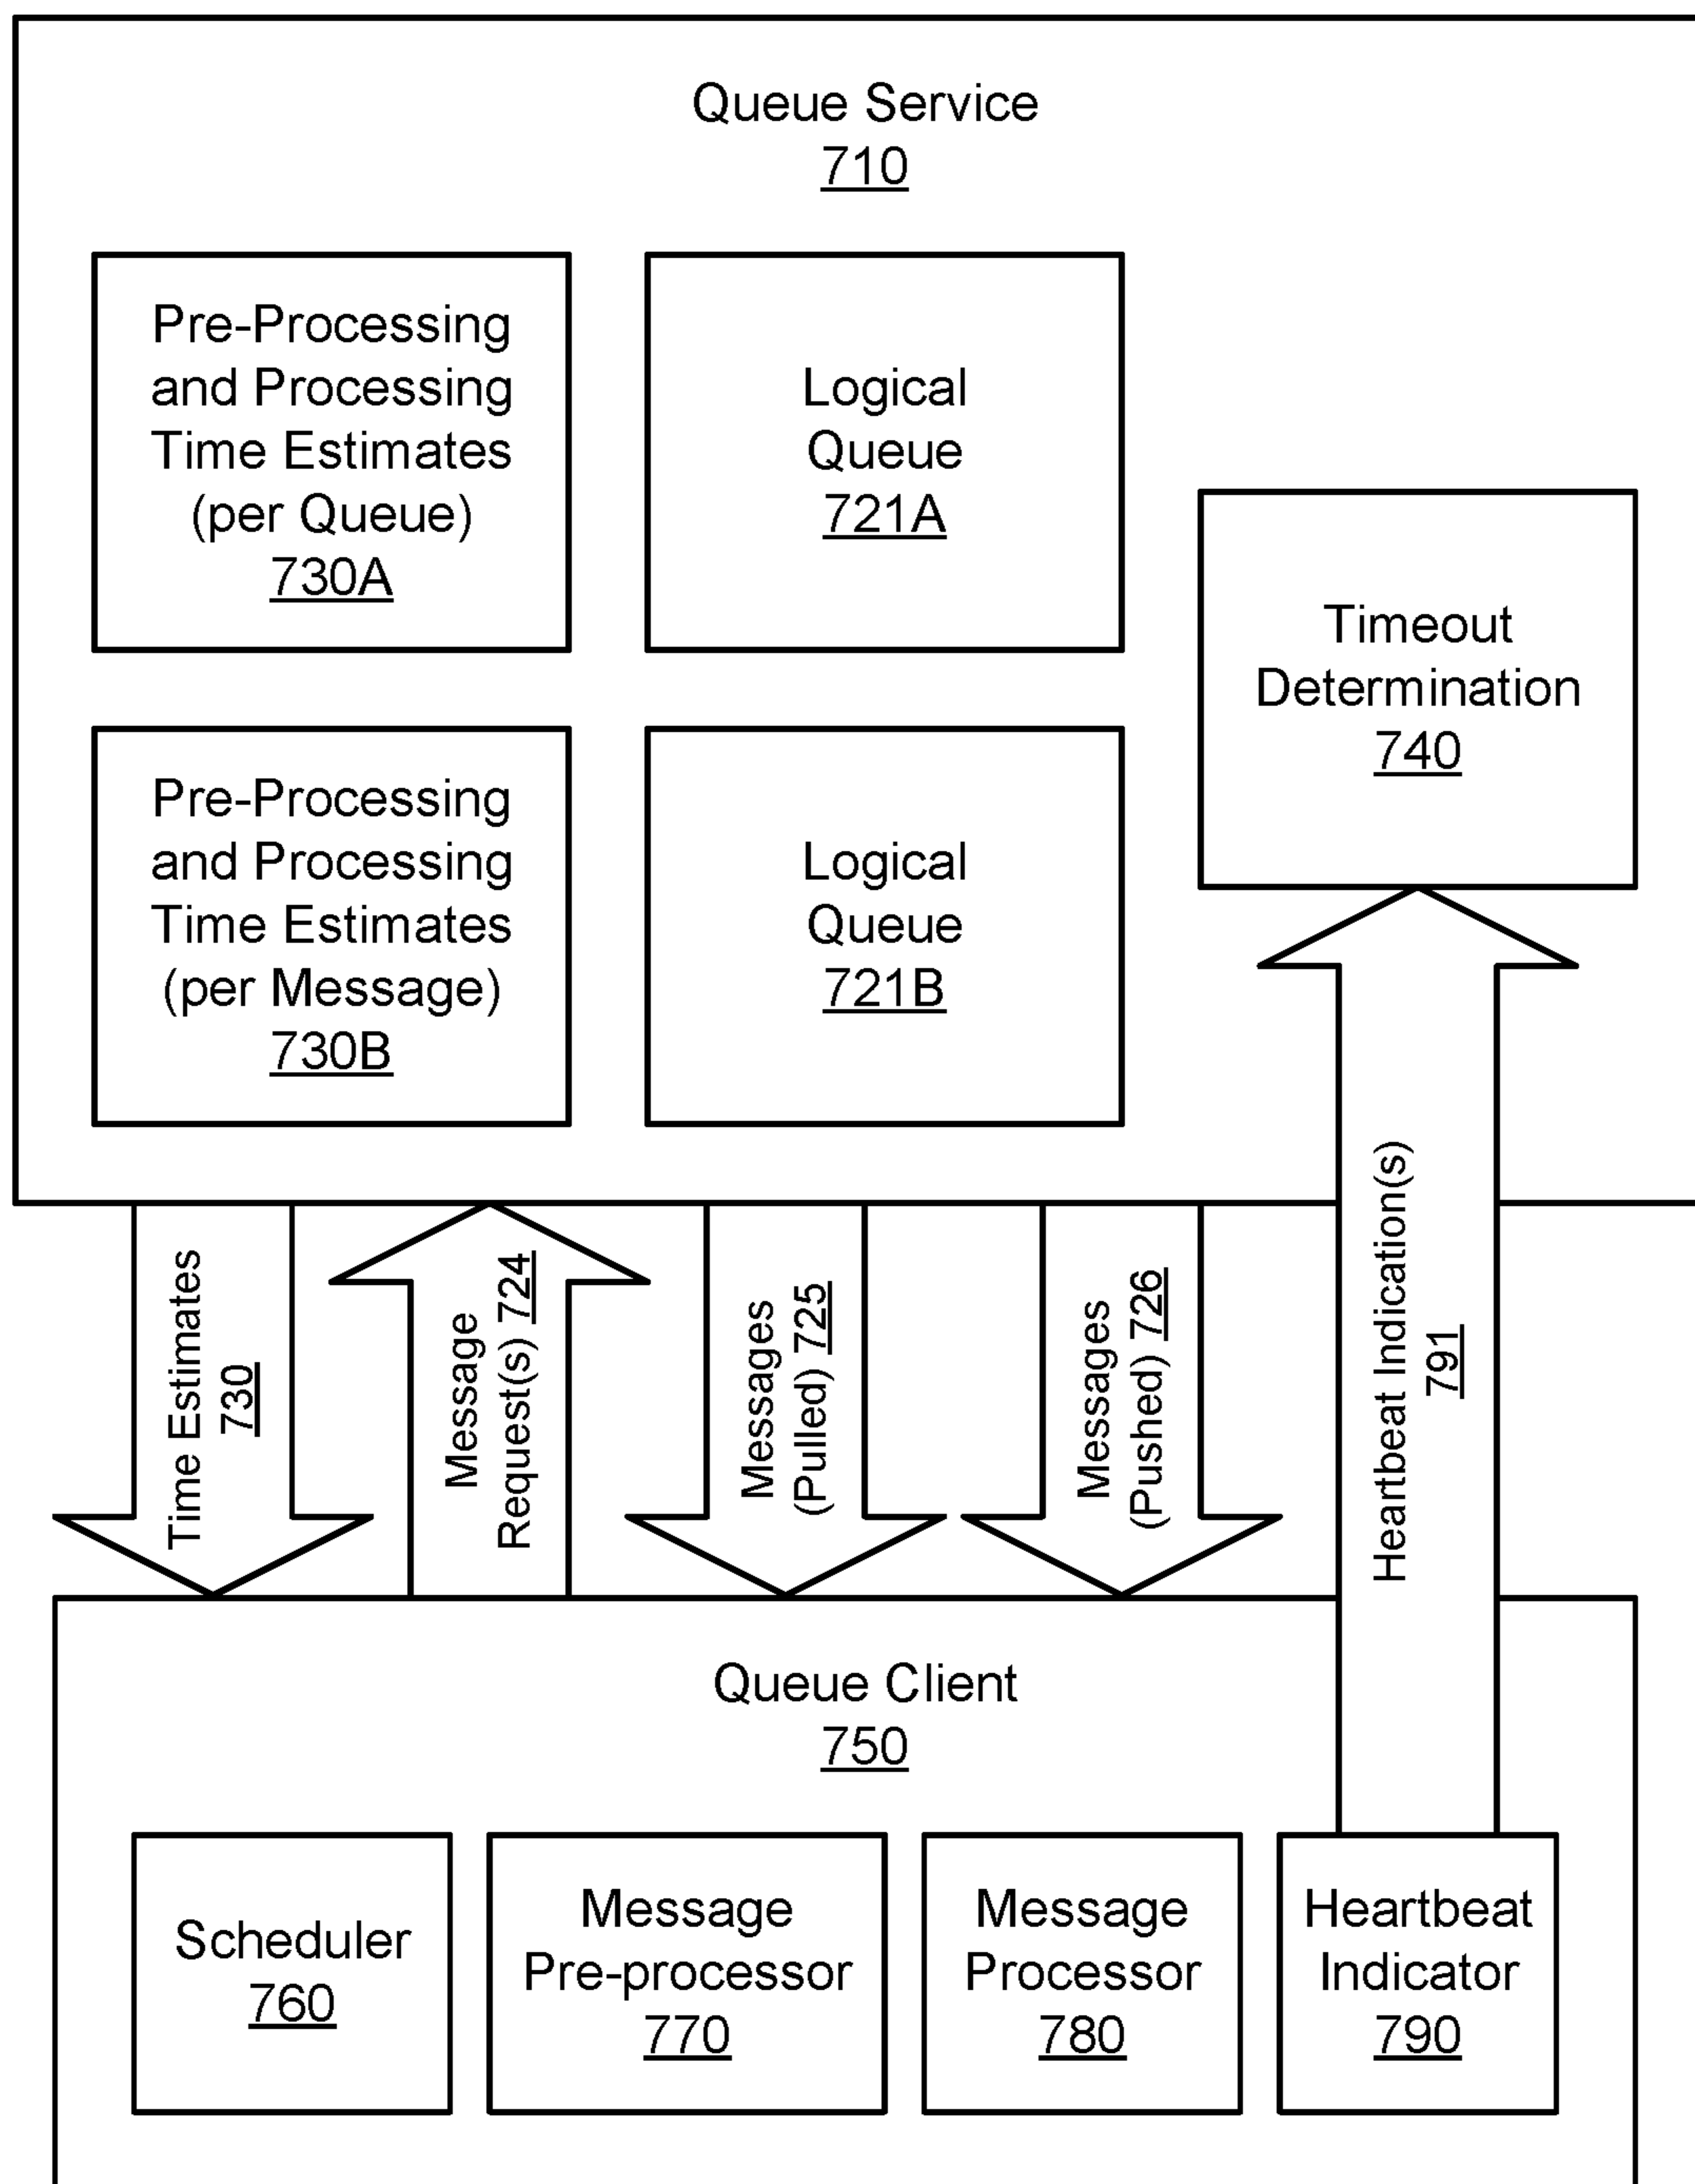 Queue Service
710
Pre-Processing
and Processing
Time Estimates
(per Queue)
730A
Logical
Queue
721A
Timeout
Determination
740
Pre-Processing
and Processing
Time Estimates
(per Message)
730B
Logical
Queue
721B
Time Estimates
730
Message
Request(s) 724
Messages
(Pulled) 725
Messages
(Pushed) 726
Heartbeat Indication(s)
791
Queue Client
750
Scheduler
760
Message
Pre-processor
770
Message
Processor
780
Heartbeat
Indicator
790